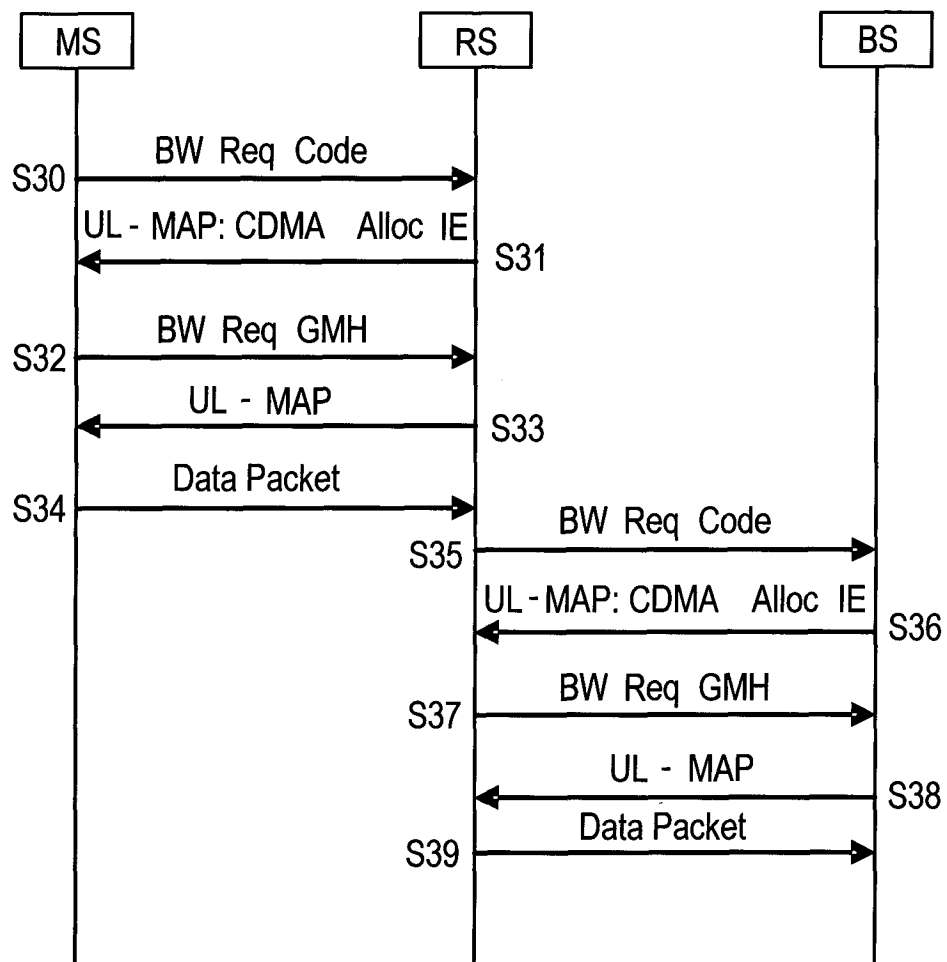 MS RS BS
BW Req Code
S30
UL - MAP: CDMA Alloc IE
S31
BW Req GMH
S32
UL - MAP
S33
Data Packet
S34
BW Req Code
S35
UL - MAP: CDMA Alloc IE
S36
BW Req GMH
S37
UL - MAP
S38
Data Packet
S39